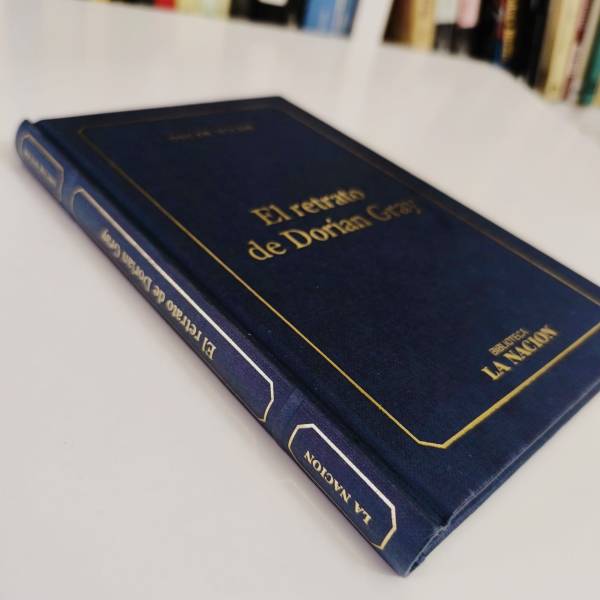 El retrato
de Dorian Gray
BIBLIOTECA
LA NACION
El retrato de Dorian Gray
LA NACION